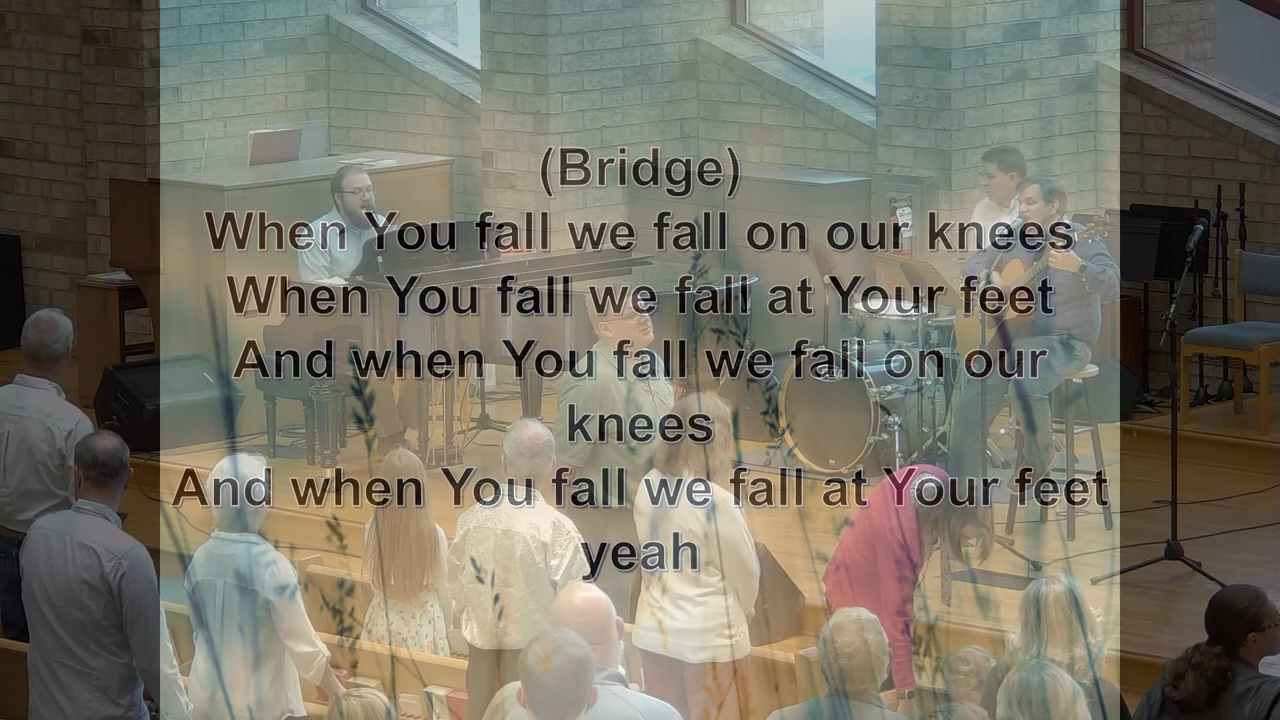 (Bridge)
When You fall we fall on our knees
When You fall we fall at Your feet
And when You fall we fall on our
knees
And when You fall we fall at Your feet
yeah